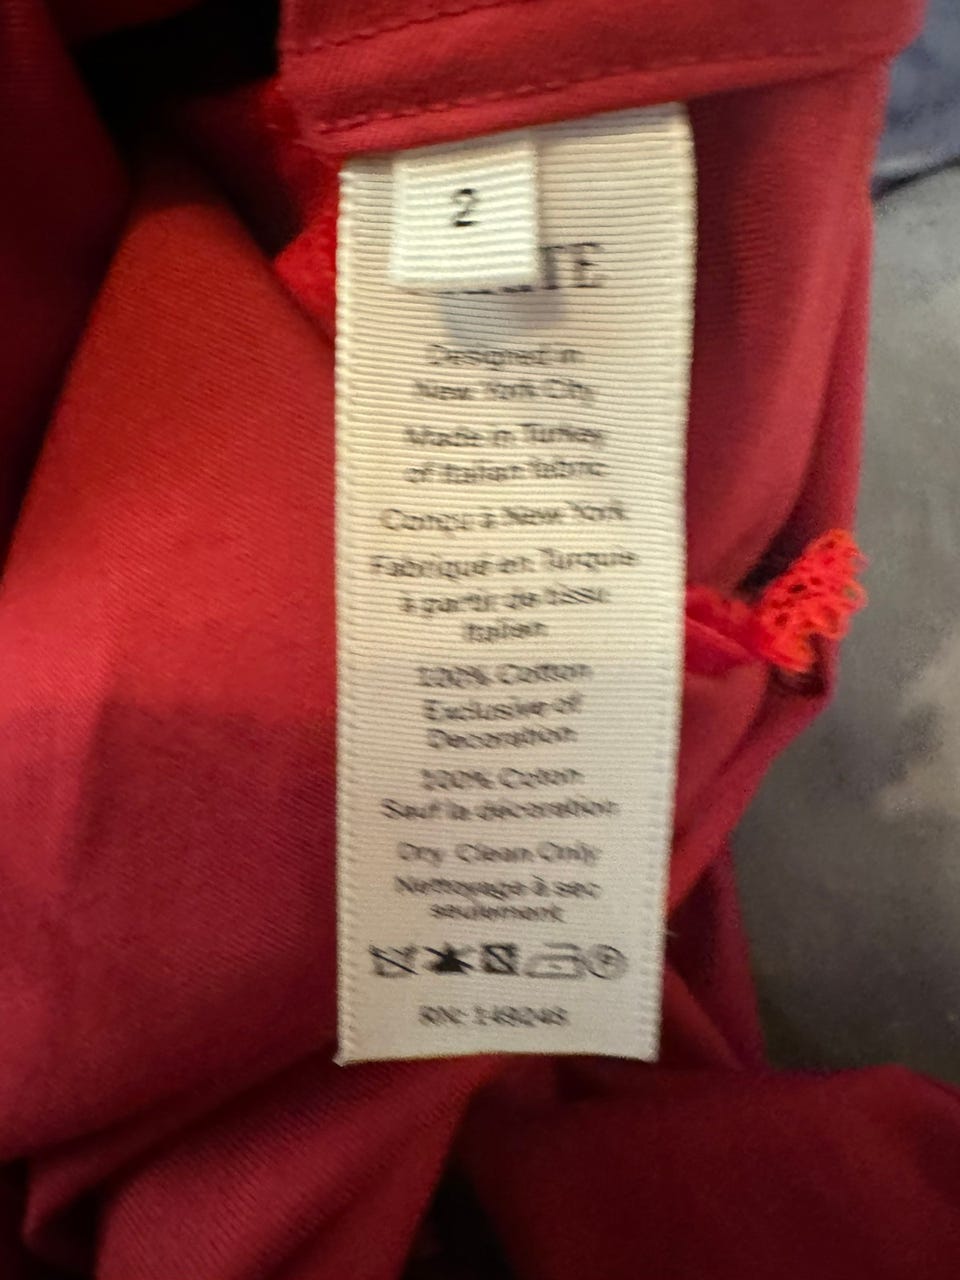 2
Designed in
New York City
Made in Turkey
of Italian fabric
Conçu à New York
Fabriqué en Turquie
à partir de tissu
Italien
100% Cotton
Exclusive of
Decoration
100% Coton
Sauf la décoration
Dry Clean Only
Nettoyage à sec
seulement
RN: